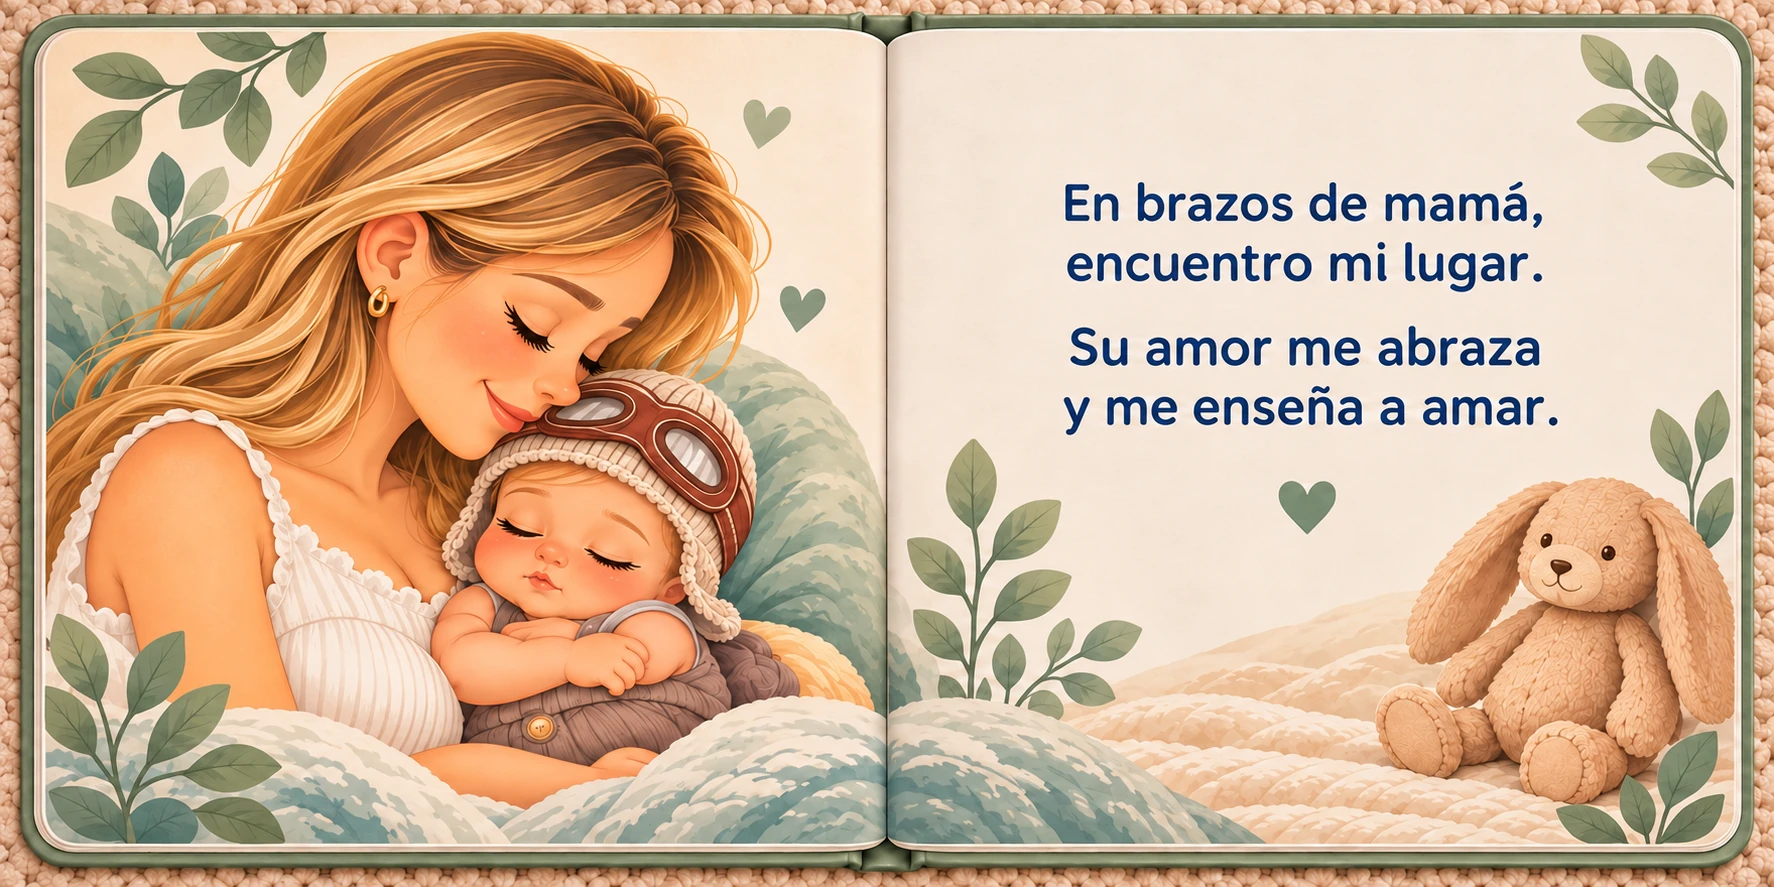 En brazos de mamá,
encuentro mi lugar.
Su amor me abraza
y me enseña a amar.